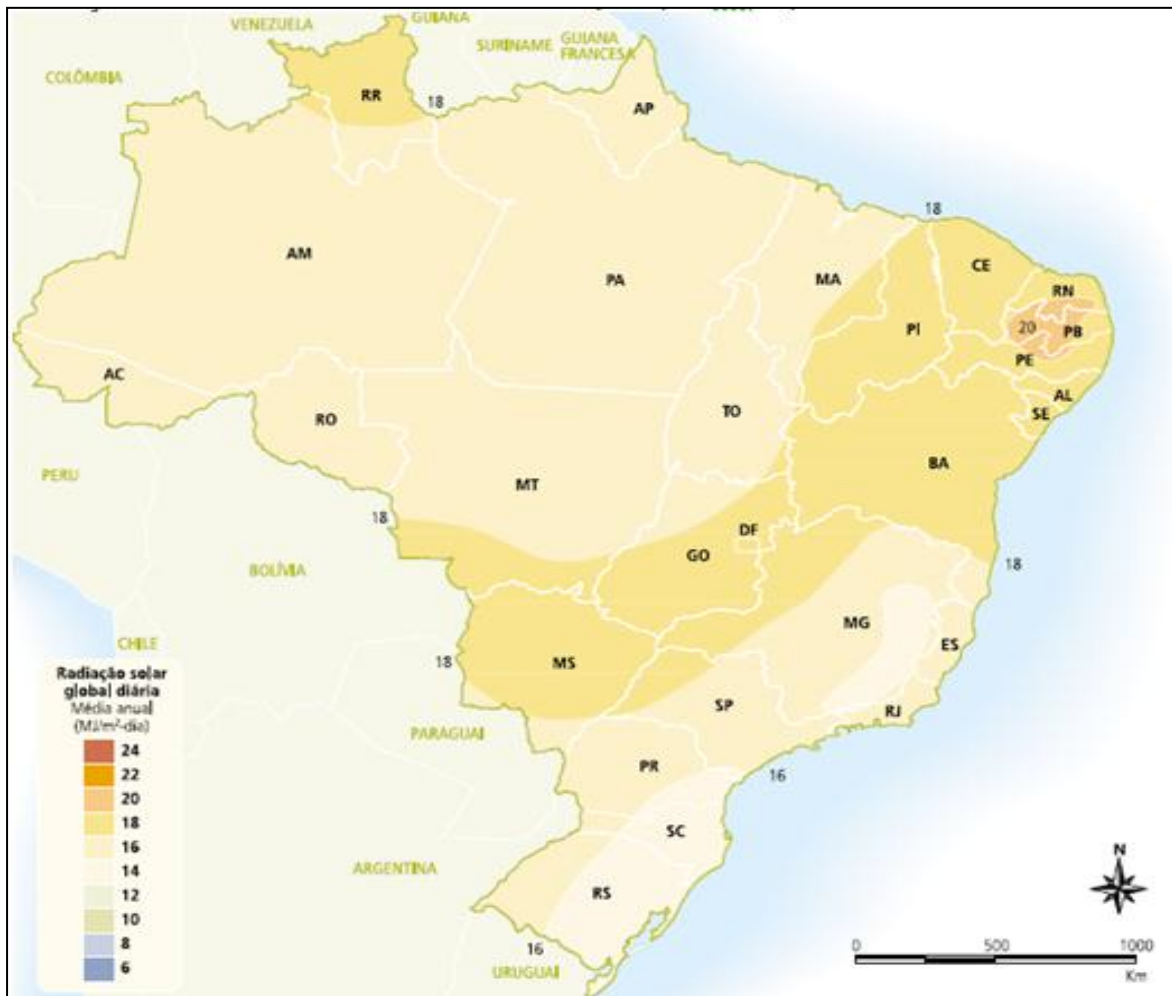 VENEZUELA
GUIANA
SURINAME
GUIANA
FRANCESA
COLÔMBIA
RR
18
AP
AM
PA
MA
18
CE
RN
PI
20
PB
PE
AL
SE
AC
RO
TO
BA
PERU
MT
18
DF
GO
BOLÍVIA
18
MG
ES
CHILE
18
MS
SP
RJ
PARAGUAI
PR
16
SC
ARGENTINA
RS
16
URUGUAI
Radiação solar
global diária
Média anual
(MJ/m²-dia)
24
22
20
18
16
14
12
10
8
6
N
0 500 1000
Km